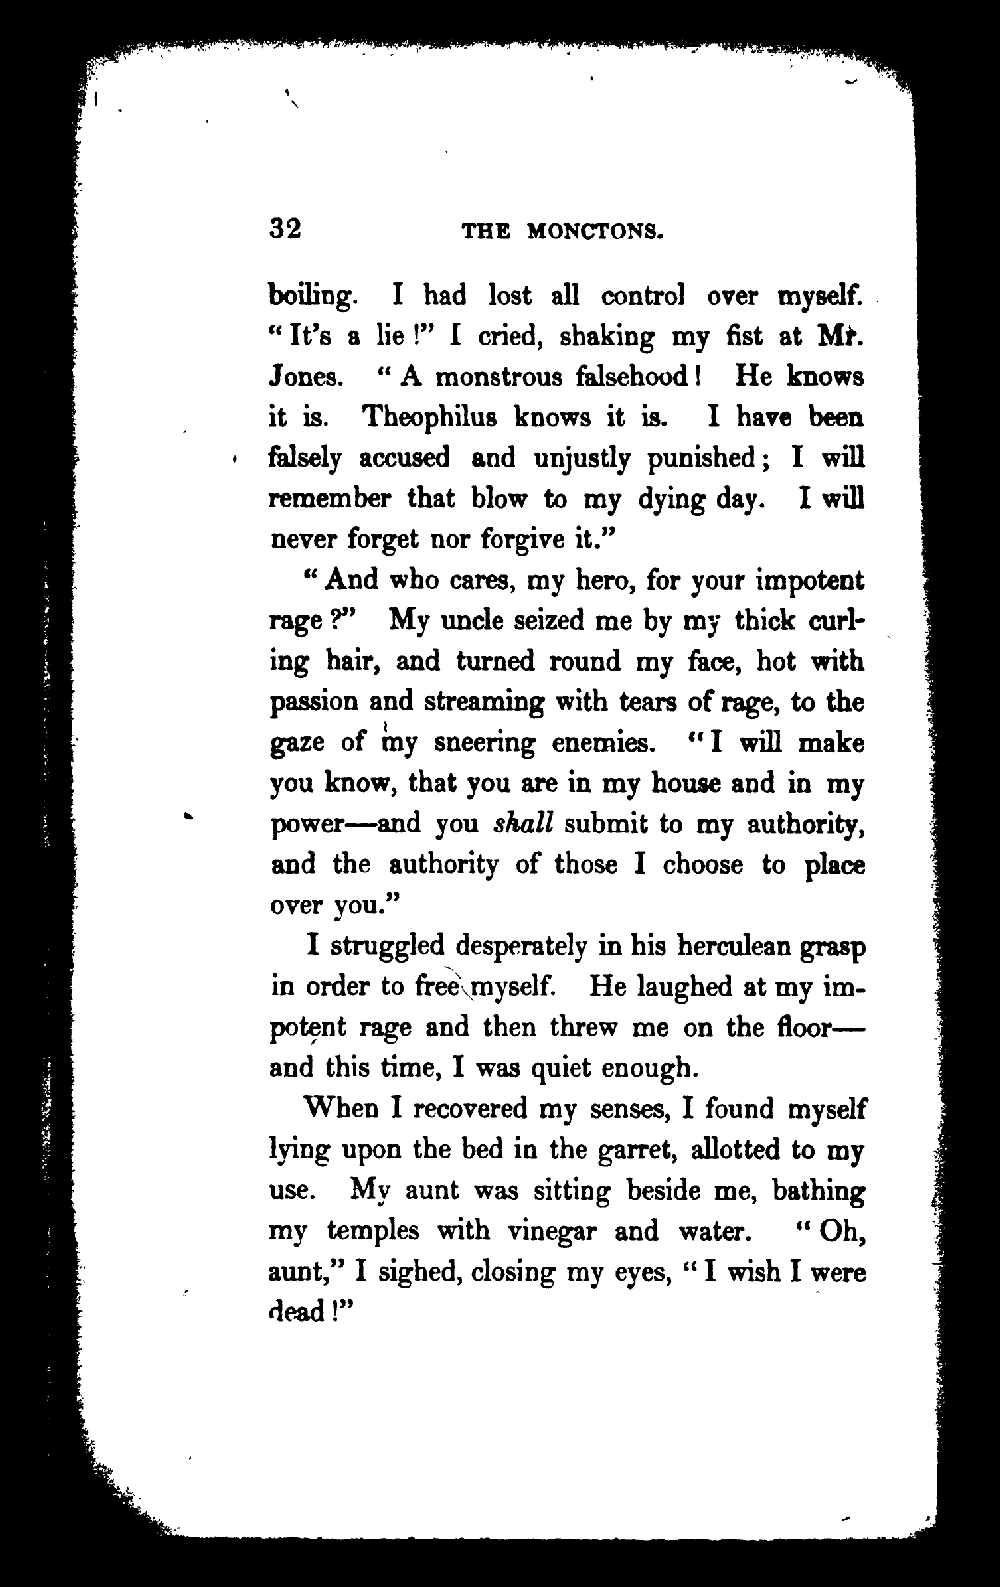 32 THE MONCTONS.
boiling. I had lost all control over myself.
“It’s a lie!” I cried, shaking my fist at Mr.
Jones. “A monstrous falsehood! He knows
it is. Theophilus knows it is. I have been
falsely accused and unjustly punished; I will
remember that blow to my dying day. I will
never forget nor forgive it.”
“And who cares, my hero, for your impotent
rage?” My uncle seized me by my thick curl-
ing hair, and turned round my face, hot with
passion and streaming with tears of rage, to the
gaze of my sneering enemies. “I will make
you know, that you are in my house and in my
power—and you shall submit to my authority,
and the authority of those I choose to place
over you.”
I struggled desperately in his herculean grasp
in order to free myself. He laughed at my im-
potent rage and then threw me on the floor—
and this time, I was quiet enough.
When I recovered my senses, I found myself
lying upon the bed in the garret, allotted to my
use. My aunt was sitting beside me, bathing
my temples with vinegar and water. “Oh,
aunt,” I sighed, closing my eyes, “I wish I were
dead!”